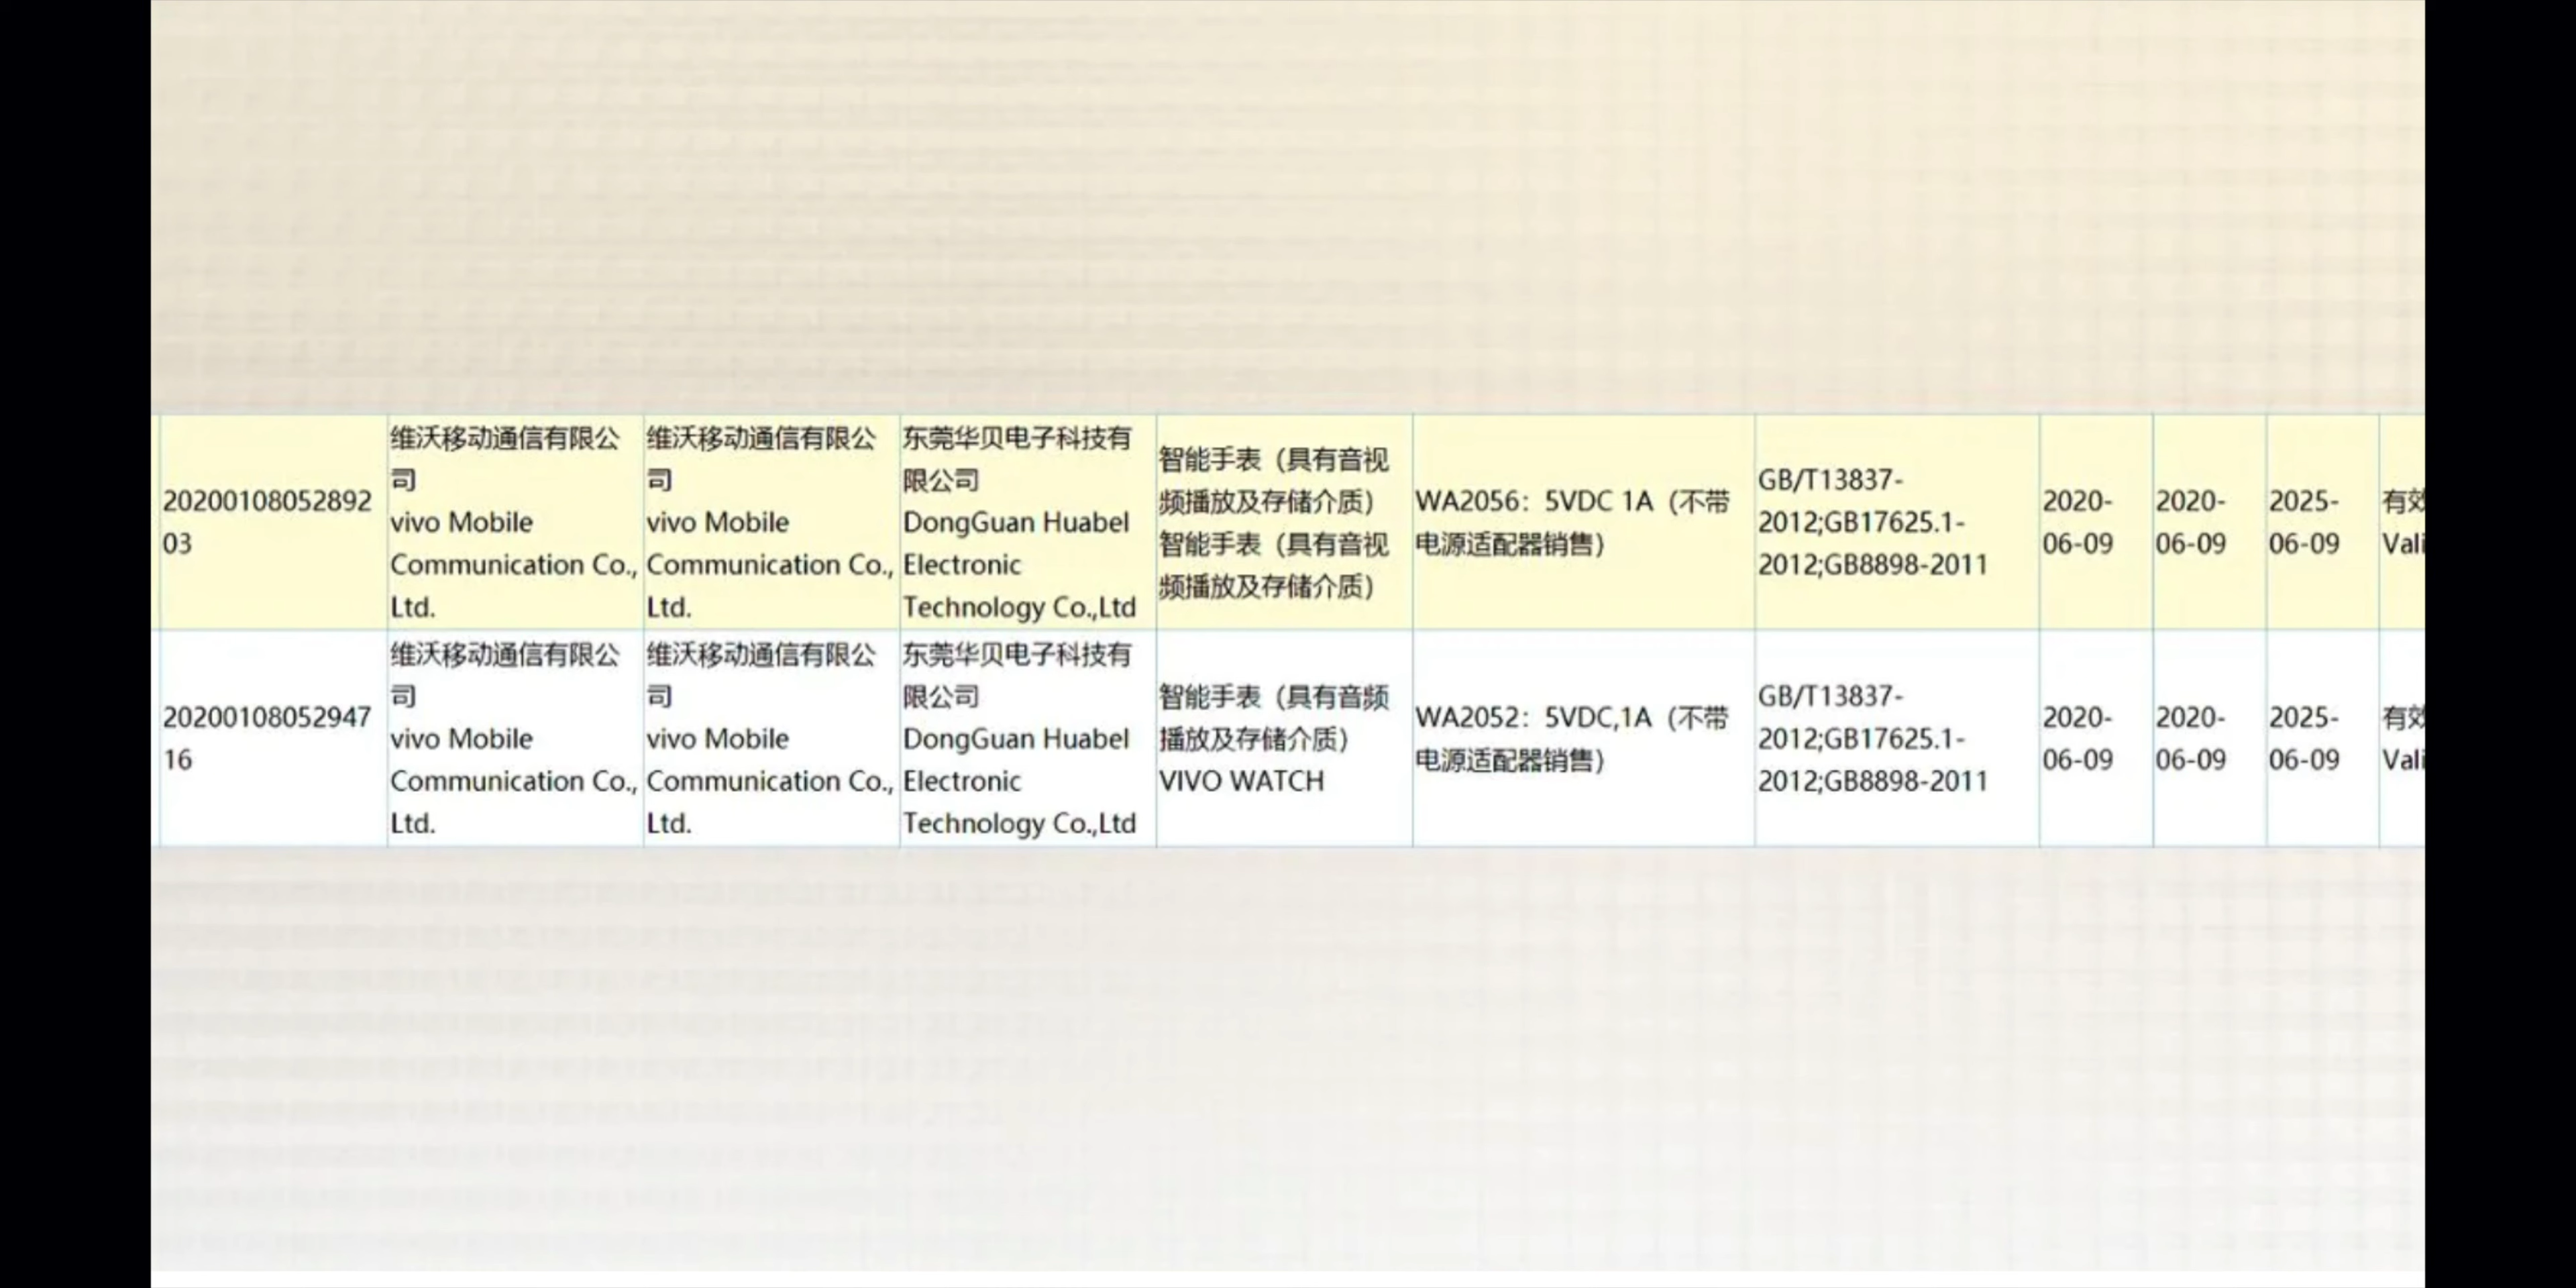 20200108052892
03
维沃移动通信有限公
司
vivo Mobile
Communication Co.,
Ltd.
维沃移动通信有限公
司
vivo Mobile
Communication Co.,
Ltd.
东莞华贝电子科技有
限公司
DongGuan Huabel
Electronic
Technology Co.,Ltd
智能手表（具有音视
频播放及存储介质）
智能手表（具有音视
频播放及存储介质）
WA2056：5VDC 1A（不带
电源适配器销售）
GB/T13837-
2012;GB17625.1-
2012;GB8898-2011
2020-
06-09
2020-
06-09
2025-
06-09
有效
Vali
20200108052947
16
维沃移动通信有限公
司
vivo Mobile
Communication Co.,
Ltd.
维沃移动通信有限公
司
vivo Mobile
Communication Co.,
Ltd.
东莞华贝电子科技有
限公司
DongGuan Huabel
Electronic
Technology Co.,Ltd
智能手表（具有音频
播放及存储介质）
VIVO WATCH
WA2052：5VDC,1A（不带
电源适配器销售）
GB/T13837-
2012;GB17625.1-
2012;GB8898-2011
2020-
06-09
2020-
06-09
2025-
06-09
有效
Vali